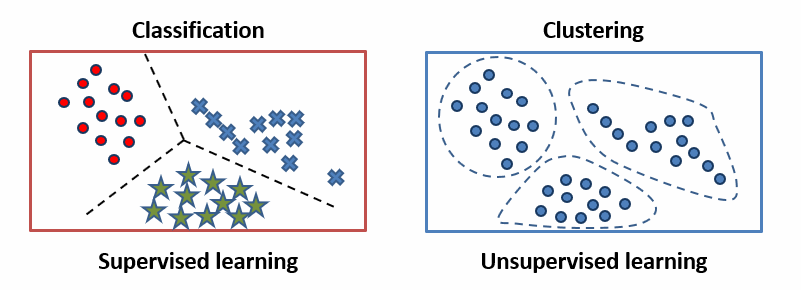 Classification
Clustering
Supervised learning
Unsupervised learning